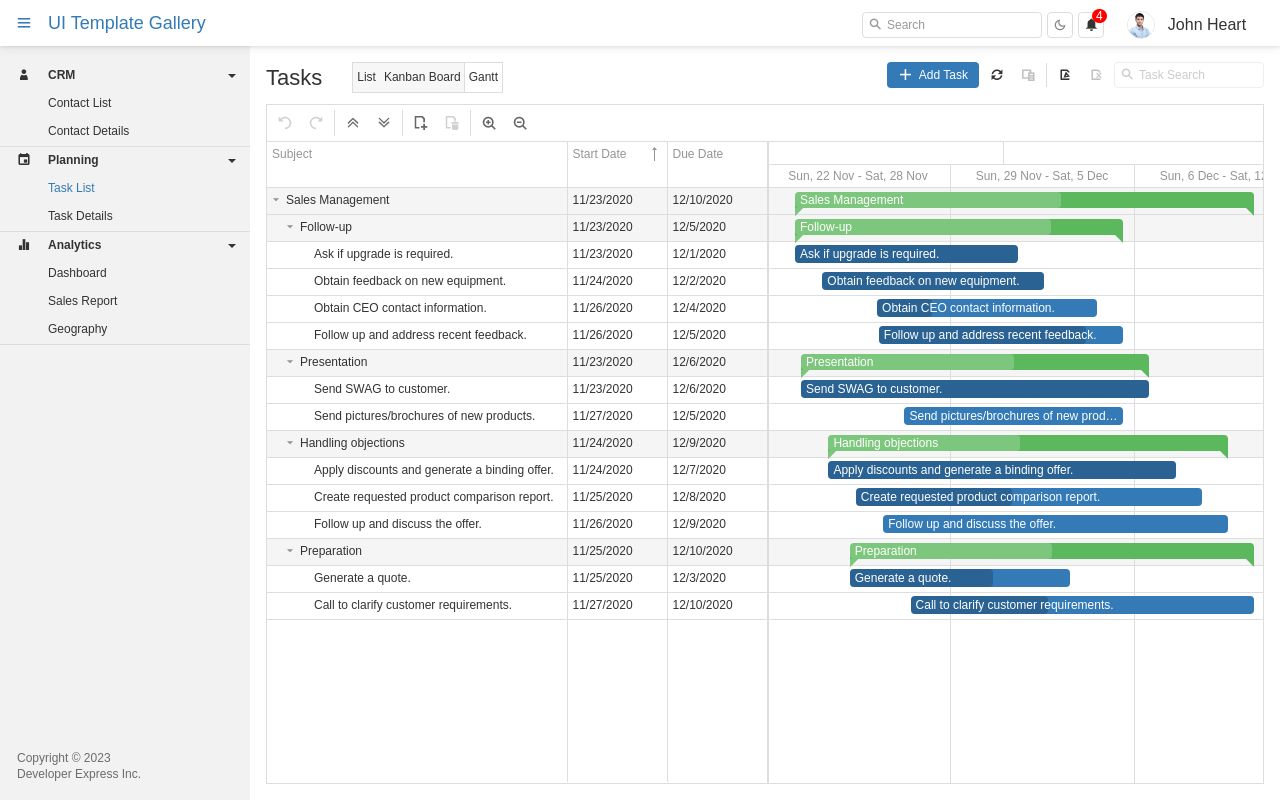 UI Template Gallery
Search
4
John Heart
CRM
Contact List
Contact Details
Planning
Task List
Task Details
Analytics
Dashboard
Sales Report
Geography
Copyright © 2023
Developer Express Inc.
Tasks
List Kanban Board Gantt
Add Task
Task Search
Subject Start Date Due Date
Sun, 22 Nov - Sat, 28 Nov Sun, 29 Nov - Sat, 5 Dec Sun, 6 Dec - Sat, 12
Sales Management 11/23/2020 12/10/2020 Sales Management
Follow-up 11/23/2020 12/5/2020 Follow-up
Ask if upgrade is required. 11/23/2020 12/1/2020 Ask if upgrade is required.
Obtain feedback on new equipment. 11/24/2020 12/2/2020 Obtain feedback on new equipment.
Obtain CEO contact information. 11/26/2020 12/4/2020 Obtain CEO contact information.
Follow up and address recent feedback. 11/26/2020 12/5/2020 Follow up and address recent feedback.
Presentation 11/23/2020 12/6/2020 Presentation
Send SWAG to customer. 11/23/2020 12/6/2020 Send SWAG to customer.
Send pictures/brochures of new products. 11/27/2020 12/5/2020 Send pictures/brochures of new prod…
Handling objections 11/24/2020 12/9/2020 Handling objections
Apply discounts and generate a binding offer. 11/24/2020 12/7/2020 Apply discounts and generate a binding offer.
Create requested product comparison report. 11/25/2020 12/8/2020 Create requested product comparison report.
Follow up and discuss the offer. 11/26/2020 12/9/2020 Follow up and discuss the offer.
Preparation 11/25/2020 12/10/2020 Preparation
Generate a quote. 11/25/2020 12/3/2020 Generate a quote.
Call to clarify customer requirements. 11/27/2020 12/10/2020 Call to clarify customer requirements.